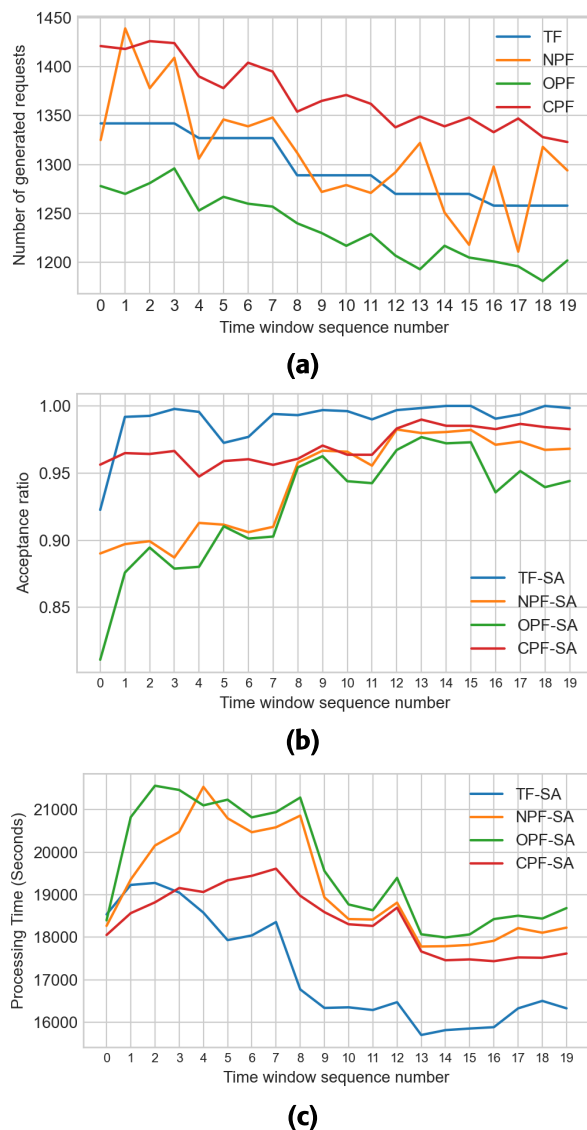 1450
1400
1350
1300
1250
1200
Number of generated requests
TF
NPF
OPF
CPF
0 1 2 3 4 5 6 7 8 9 10 11 12 13 14 15 16 17 18 19
Time window sequence number
(a)
1.00
0.95
0.90
0.85
Acceptance ratio
TF-SA
NPF-SA
OPF-SA
CPF-SA
0 1 2 3 4 5 6 7 8 9 10 11 12 13 14 15 16 17 18 19
Time window sequence number
(b)
21000
20000
19000
18000
17000
16000
Processing Time (Seconds)
TF-SA
NPF-SA
OPF-SA
CPF-SA
0 1 2 3 4 5 6 7 8 9 10 11 12 13 14 15 16 17 18 19
Time window sequence number
(c)